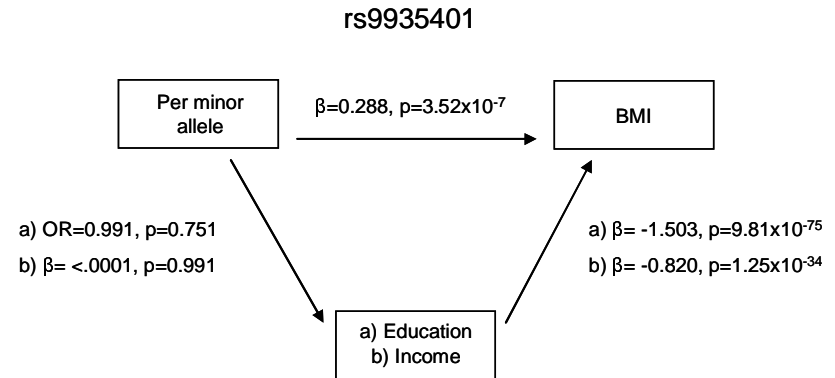 rs9935401
Per minor
allele
β=0.288, p=3.52x10⁻⁷
BMI
a) OR=0.991, p=0.751
b) β= <.0001, p=0.991
a) β= -1.503, p=9.81x10⁻⁷⁵
b) β= -0.820, p=1.25x10⁻³⁴
a) Education
b) Income